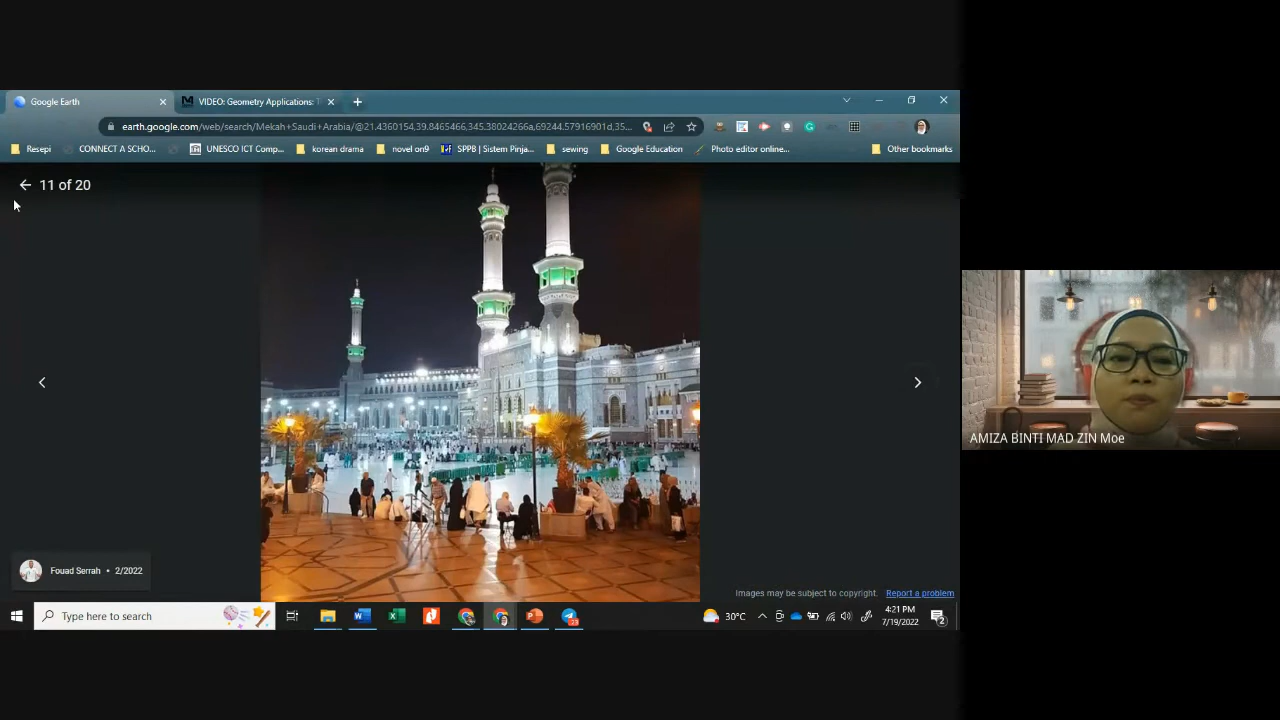 Google Earth
VIDEO: Geometry Applications: T
earth.google.com/web/search/Mekah+Saudi+Arabia/@21.4360154,39.8465466,345.38024266a,69244.57916901d,35...
Resepi
CONNECT A SCHO...
UNESCO ICT Comp...
korean drama
novel on9
SPPB | Sistem Pinja...
sewing
Google Education
Photo editor online...
Other bookmarks
11 of 20
AMIZA BINTI MAD ZIN Moe
Fouad Serrah • 2/2022
Images may be subject to copyright. Report a problem
Type here to search
30°C
4:21 PM
7/19/2022
2